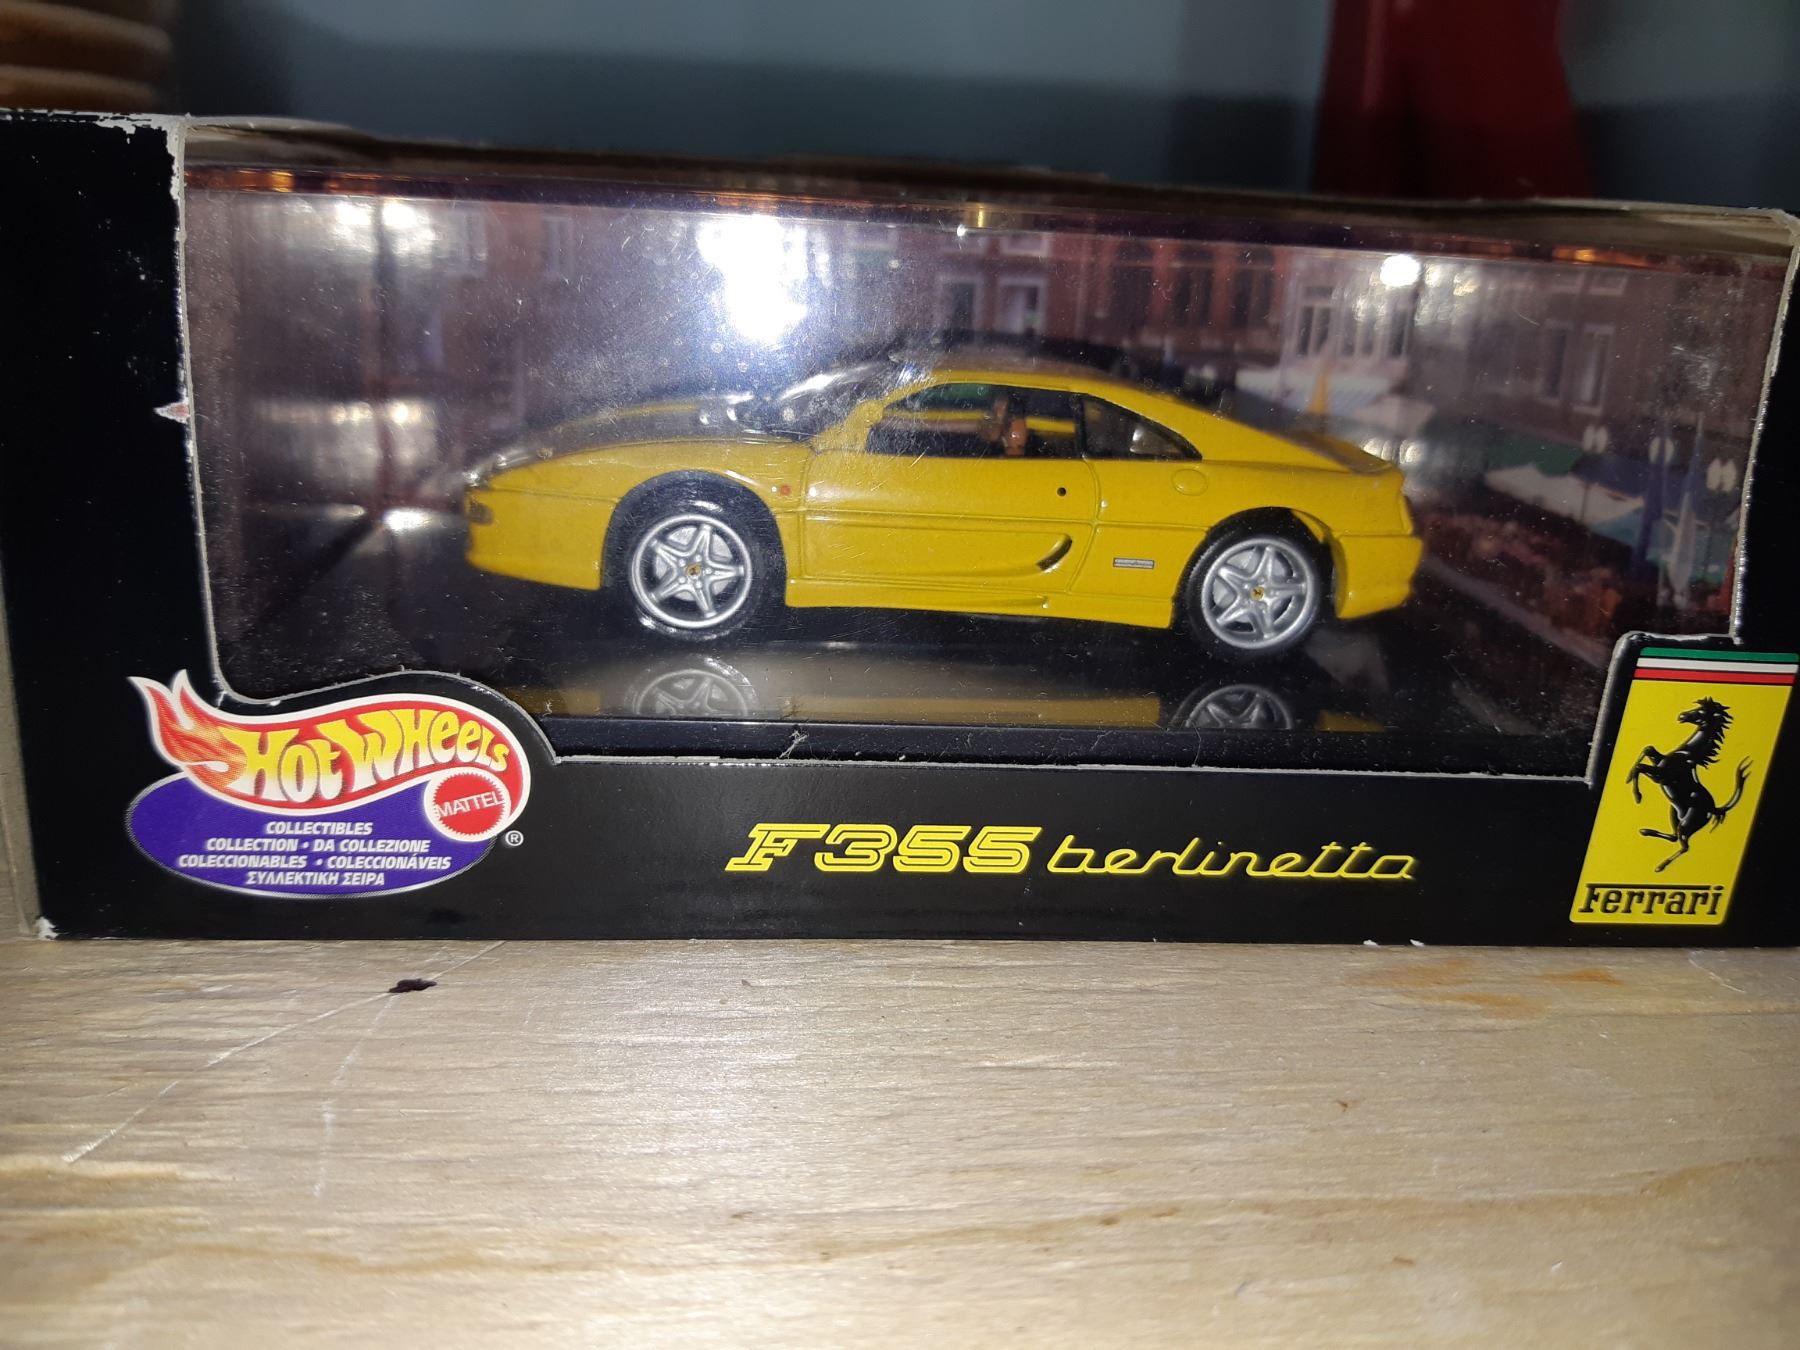 HOT WHEELS
MATTEL
®
COLLECTIBLES
COLLECTION • DA COLLEZIONE
COLECCIONABLES • COLECCIONÁVEIS
ΣΥΛΛΕΚΤΙΚΗ ΣΕΙΡΑ
F355 berlinetta
Ferrari